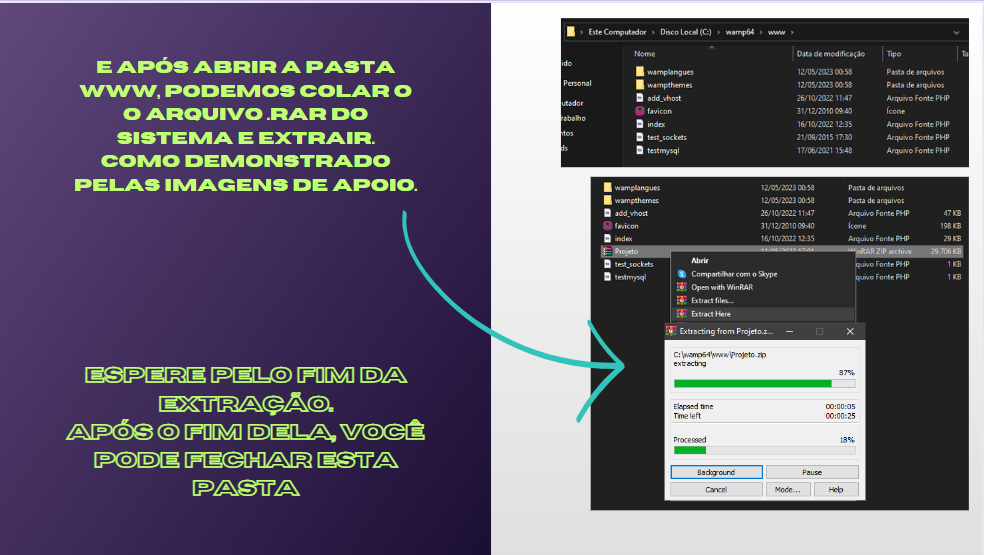 E APÓS ABRIR A PASTA
WWW, PODEMOS COLAR O
O ARQUIVO .RAR DO
SISTEMA E EXTRAIR.
COMO DEMONSTRADO
PELAS IMAGENS DE APOIO.
ESPERE PELO FIM DA
EXTRAÇÃO.
APÓS O FIM DELA, VOCÊ
PODE FECHAR ESTA
PASTA
Este Computador > Disco Local (C:) > wamp64 > www >
Nome Data de modificação Tipo Ta
ido
Personal
utador
rabalho
ntos
ds
wamplangues 12/05/2023 00:58 Pasta de arquivos
wampthemes 12/05/2023 00:58 Pasta de arquivos
add_vhost 26/10/2022 11:47 Arquivo Fonte PHP
favicon 31/12/2010 09:40 Ícone
index 16/10/2022 12:35 Arquivo Fonte PHP
test_sockets 21/09/2015 17:30 Arquivo Fonte PHP
testmysql 17/06/2021 15:48 Arquivo Fonte PHP
wamplangues 12/05/2023 00:58 Pasta de arquivos
wampthemes 12/05/2023 00:58 Pasta de arquivos
add_vhost 26/10/2022 11:47 Arquivo Fonte PHP 47 KB
favicon 31/12/2010 09:40 Ícone 198 KB
index 16/10/2022 12:35 Arquivo Fonte PHP 29 KB
Projeto WinRAR ZIP archive 29.706 KB
test_sockets Arquivo Fonte PHP 1 KB
testmysql Arquivo Fonte PHP 1 KB
Abrir
Compartilhar com o Skype
Open with WinRAR
Extract files...
Extract Here
Extracting from Projeto.z...
C:\wamp64\www\Projeto.zip
extracting
87%
Elapsed time 00:00:05
Time left 00:00:25
Processed 18%
Background Pause
Cancel Mode... Help